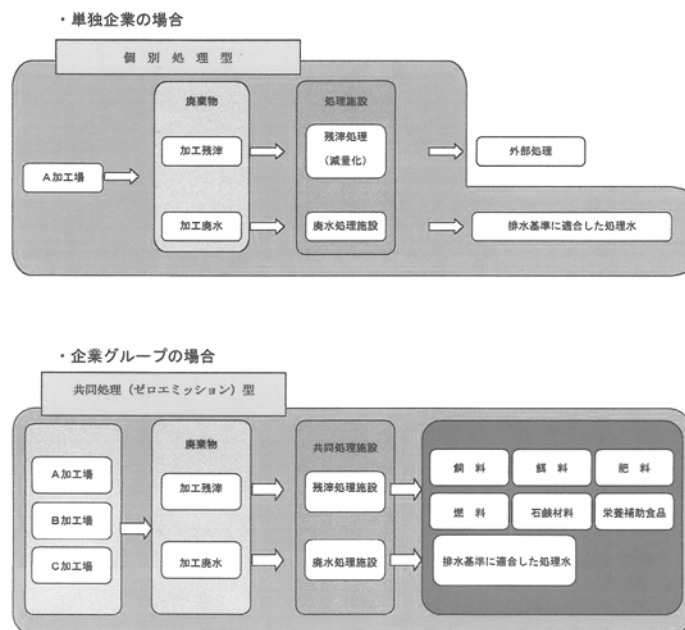 ・単独企業の場合
個別処理型
廃棄物
処理施設
加工残滓
残滓処理
(減量化)
外部処理
A加工場
加工廃水
廃水処理施設
排水基準に適合した処理水
・企業グループの場合
共同処理(ゼロエミッション)型
廃棄物
共同処理施設
A加工場
B加工場
C加工場
加工残滓
残滓処理施設
飼料
餌料
肥料
燃料
石鹸材料
栄養補助食品
加工廃水
廃水処理施設
排水基準に適合した処理水